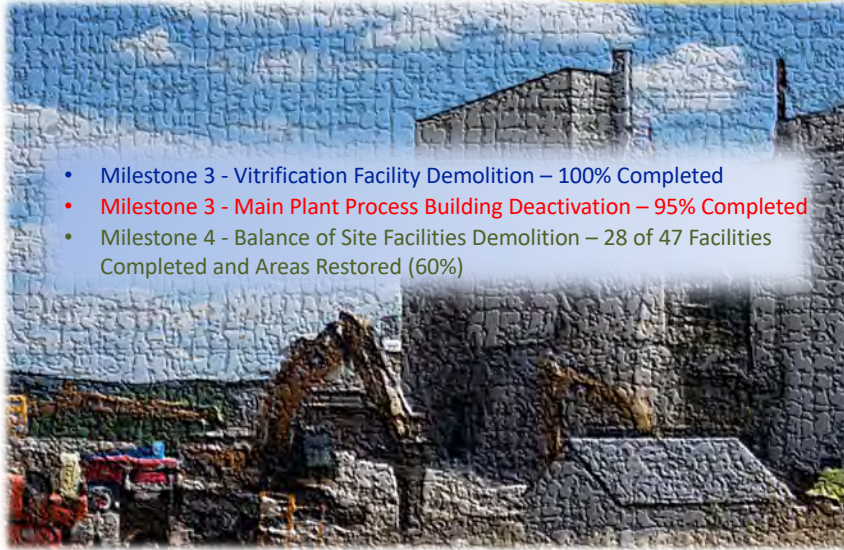 • Milestone 3 - Vitrification Facility Demolition – 100% Completed
• Milestone 3 - Main Plant Process Building Deactivation – 95% Completed
• Milestone 4 - Balance of Site Facilities Demolition – 28 of 47 Facilities
Completed and Areas Restored (60%)